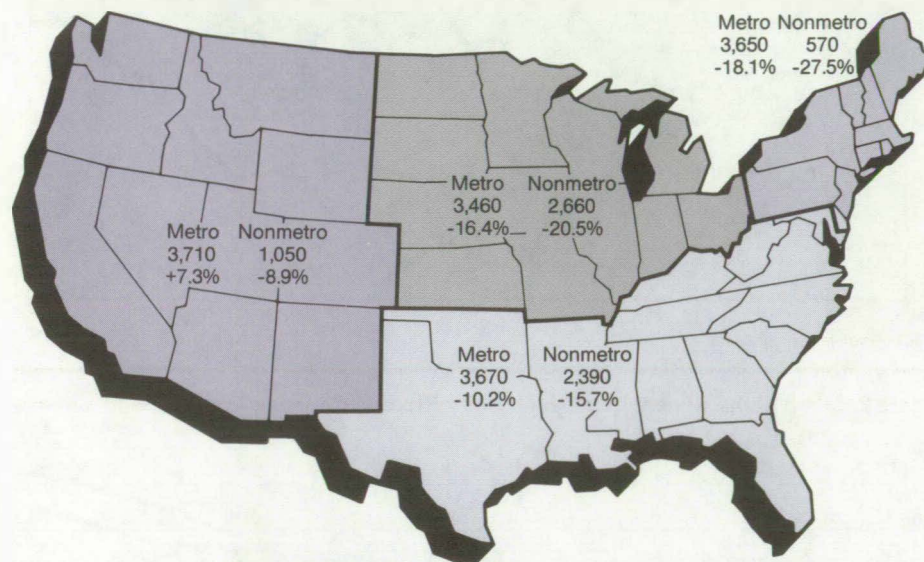 Metro Nonmetro
3,650 570
-18.1% -27.5%
Metro Nonmetro
3,460 2,660
-16.4% -20.5%
Metro Nonmetro
3,710 1,050
+7.3% -8.9%
Metro Nonmetro
3,670 2,390
-10.2% -15.7%